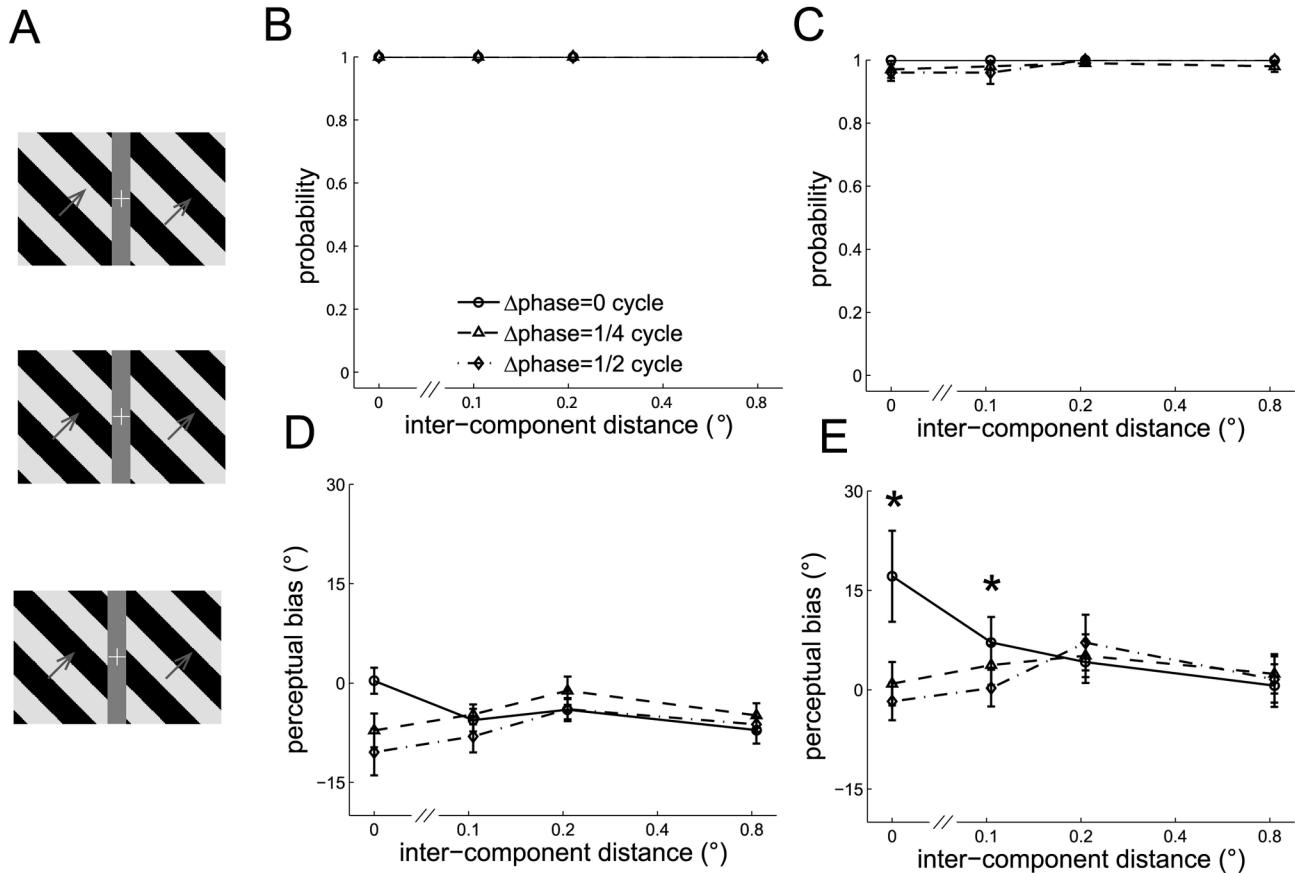 A
B
1
0.8
0.6
0.4
0.2
0
probability
Δphase=0 cycle
Δphase=1/4 cycle
Δphase=1/2 cycle
0 // 0.1 0.2 0.4 0.8
inter−component distance (°)
C
1
0.8
0.6
0.4
0.2
0
probability
0 // 0.1 0.2 0.4 0.8
inter−component distance (°)
D
30
15
0
−15
perceptual bias (°)
0 // 0.1 0.2 0.4 0.8
inter−component distance (°)
E
30
15
0
−15
perceptual bias (°)
*
*
0 // 0.1 0.2 0.4 0.8
inter−component distance (°)